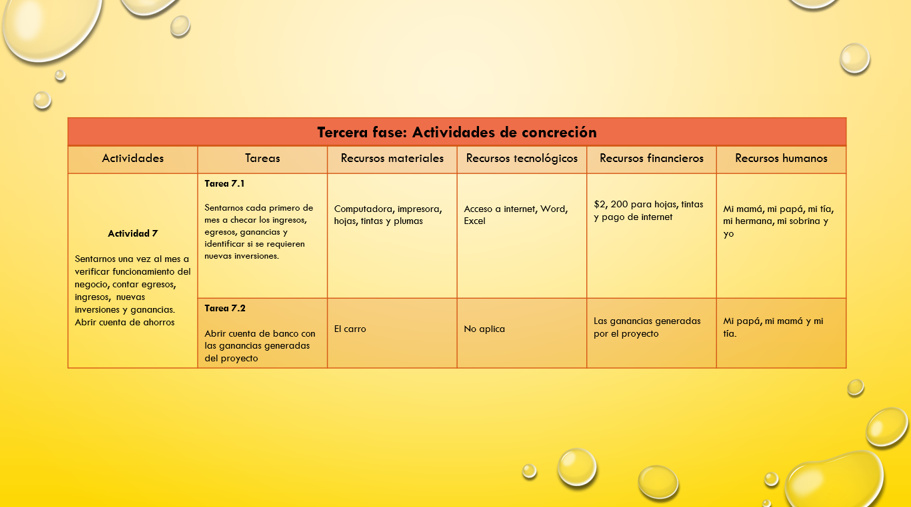 Tercera fase: Actividades de concreción
Actividades
Tareas
Recursos materiales
Recursos tecnológicos
Recursos financieros
Recursos humanos
Actividad 7
Sentarnos una vez al mes a
verificar funcionamiento del
negocio, contar egresos,
ingresos, nuevas
inversiones y ganancias.
Abrir cuenta de ahorros
Tarea 7.1
Sentarnos cada primero de
mes a checar los ingresos,
egresos, ganancias y
identificar si se requieren
nuevas inversiones.
Computadora, impresora,
hojas, tintas y plumas
Acceso a internet, Word,
Excel
$2, 200 para hojas, tintas
y pago de internet
Mi mamá, mi papá, mi tía,
mi hermana, mi sobrina y
yo
Tarea 7.2
Abrir cuenta de banco con
las ganancias generadas
del proyecto
El carro
No aplica
Las ganancias generadas
por el proyecto
Mi papá, mi mamá y mi
tía.